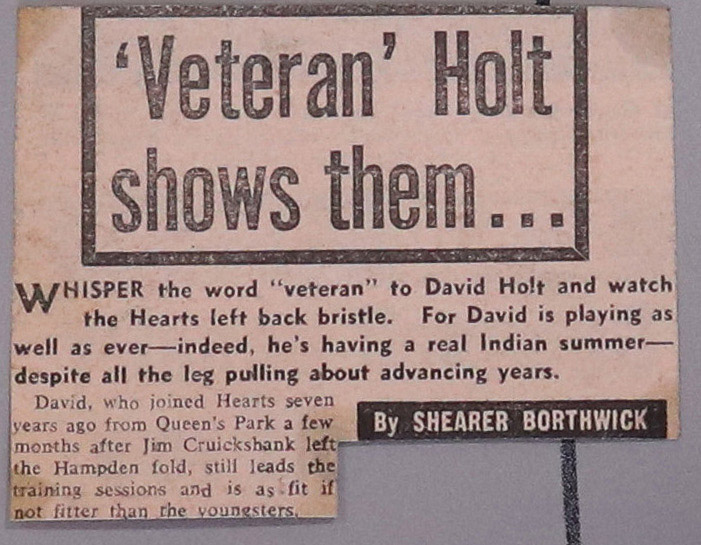 ‘Veteran’ Holt
shows them...
WHISPER the word "veteran" to David Holt and watch
the Hearts left back bristle. For David is playing as
well as ever—indeed, he's having a real Indian summer—
despite all the leg pulling about advancing years.
By SHEARER BORTHWICK
David, who joined Hearts seven
years ago from Queen's Park a few
months after Jim Cruickshank left
the Hampden fold, still leads the
training sessions and is as fit if
not fitter than the youngsters.